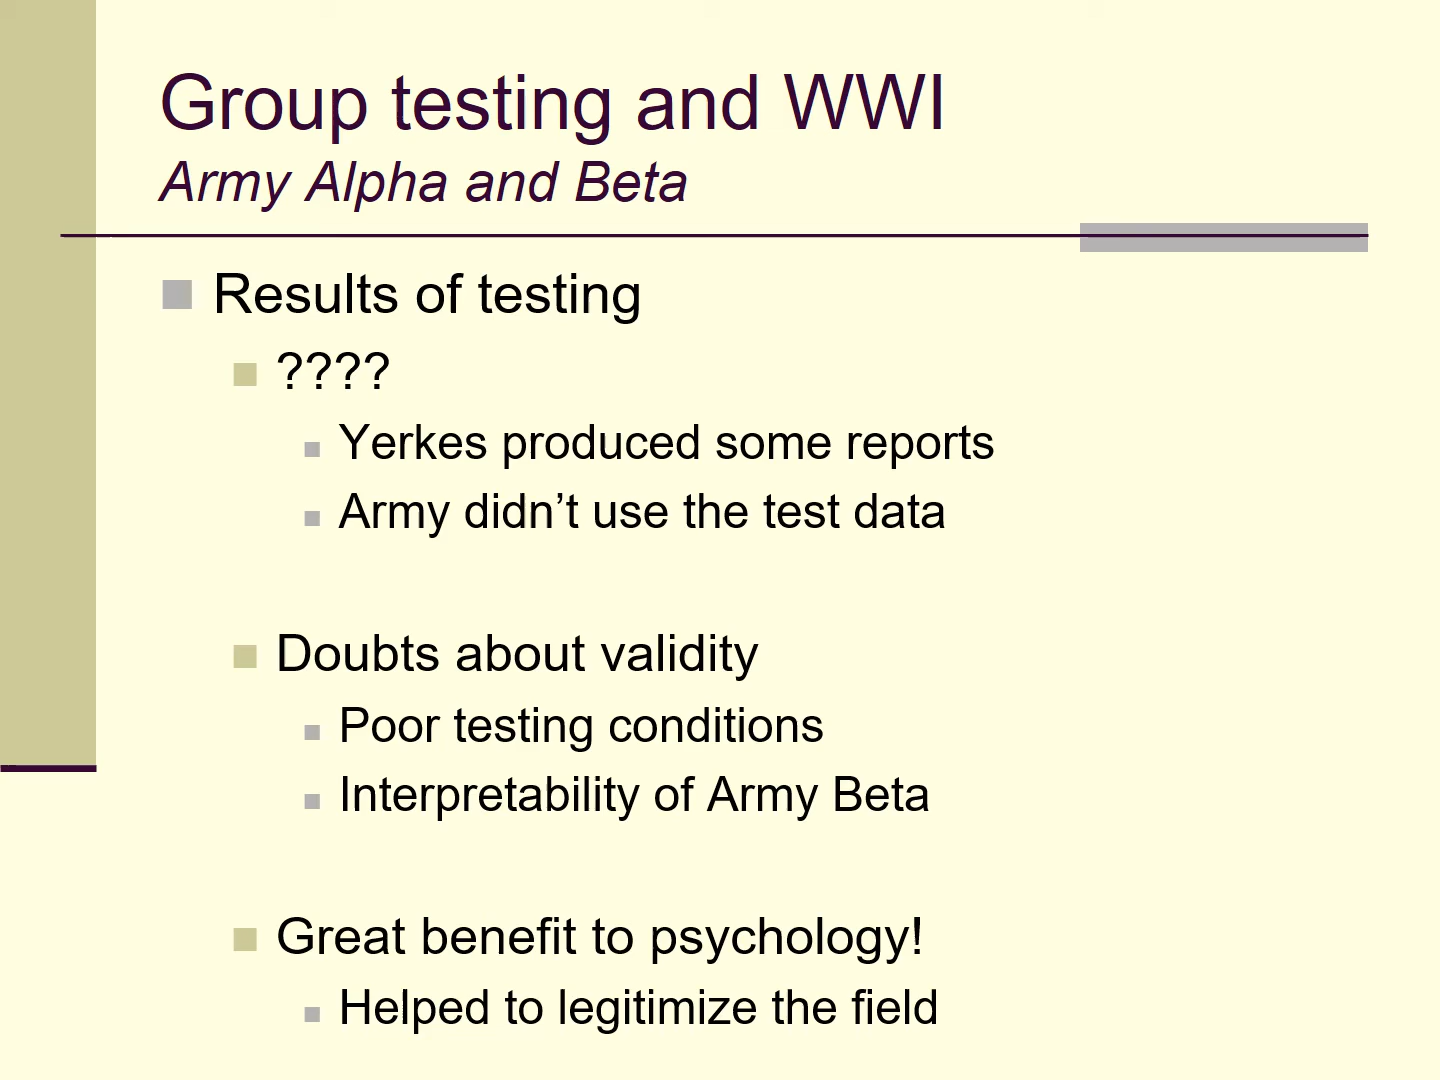 Group testing and WWI
Army Alpha and Beta
Results of testing
????
Yerkes produced some reports
Army didn’t use the test data
Doubts about validity
Poor testing conditions
Interpretability of Army Beta
Great benefit to psychology!
Helped to legitimize the field